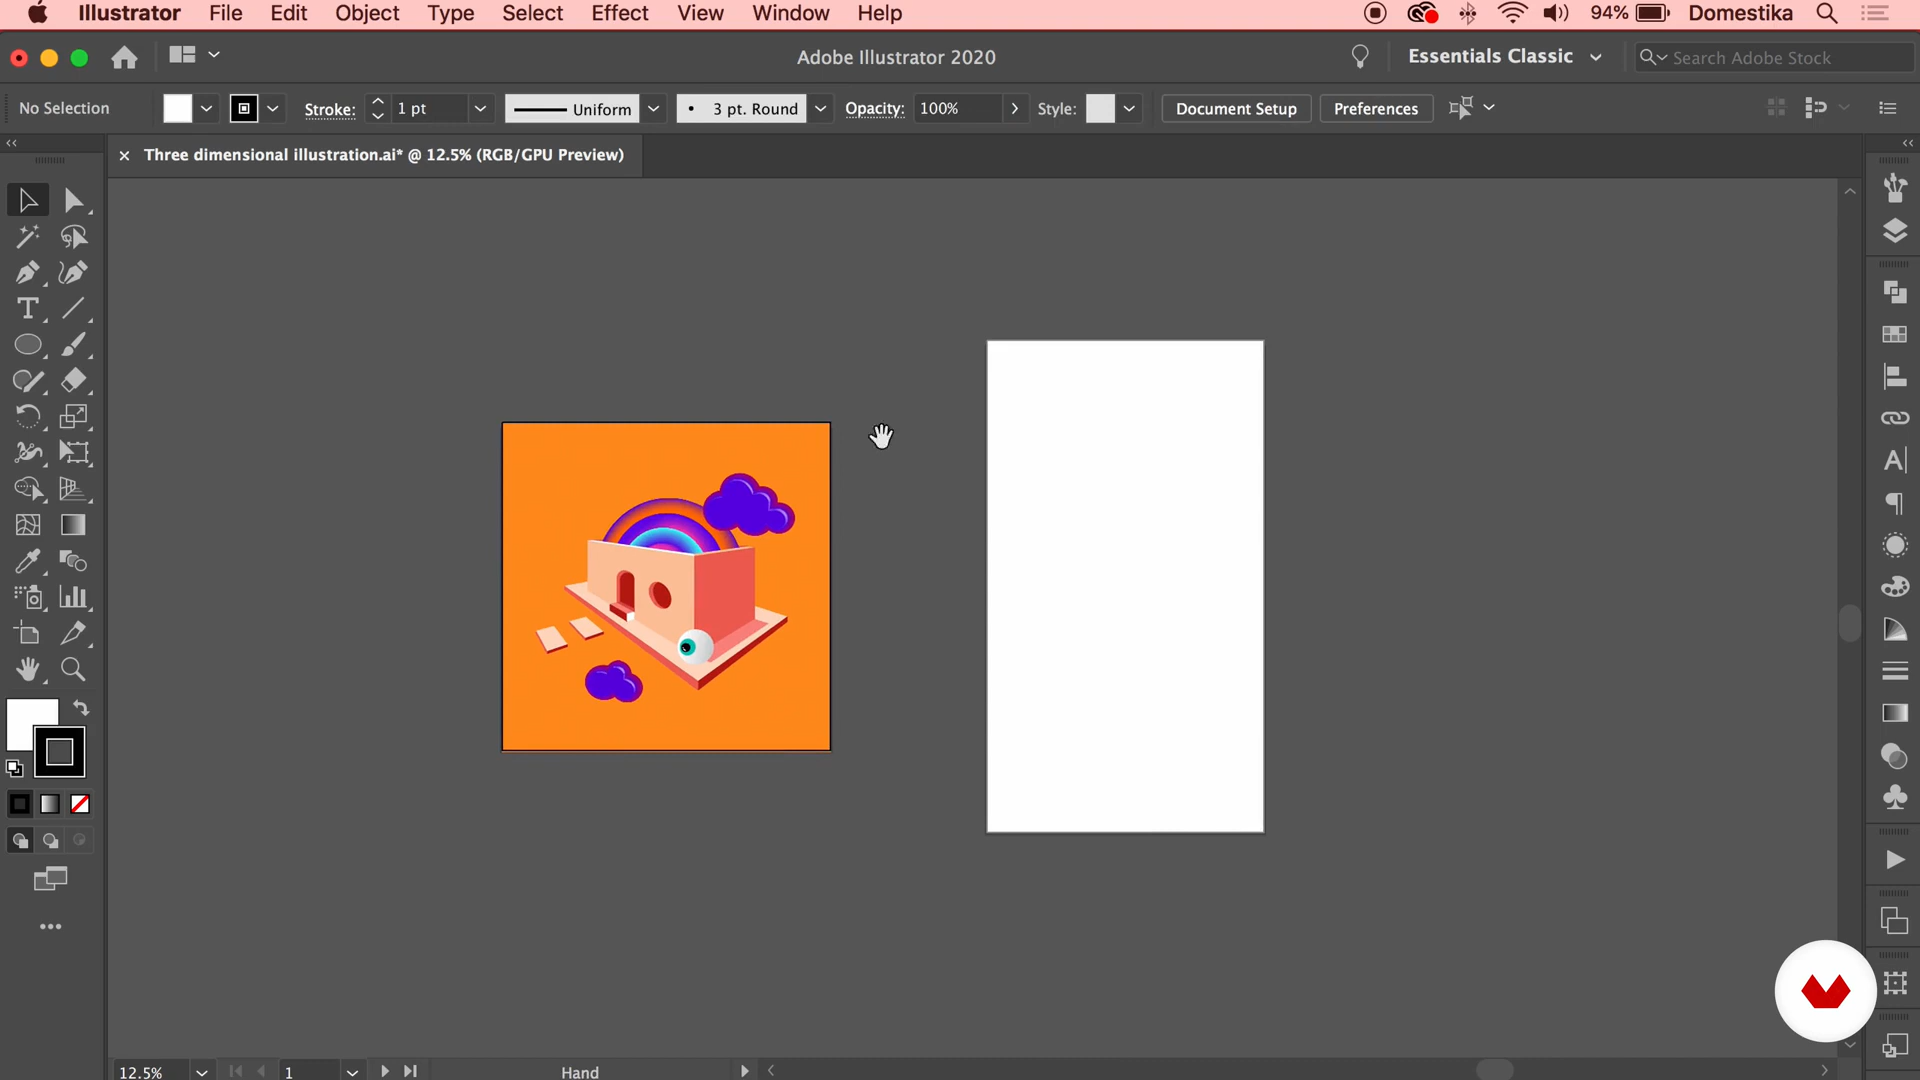 Illustrator File Edit Object Type Select Effect View Window Help 94% Domestika
Adobe Illustrator 2020 Essentials Classic Search Adobe Stock
No Selection Stroke: 1 pt Uniform 3 pt. Round Opacity: 100% Style: Document Setup Preferences
Three dimensional illustration.ai* @ 12.5% (RGB/GPU Preview)
12.5% 1 Hand